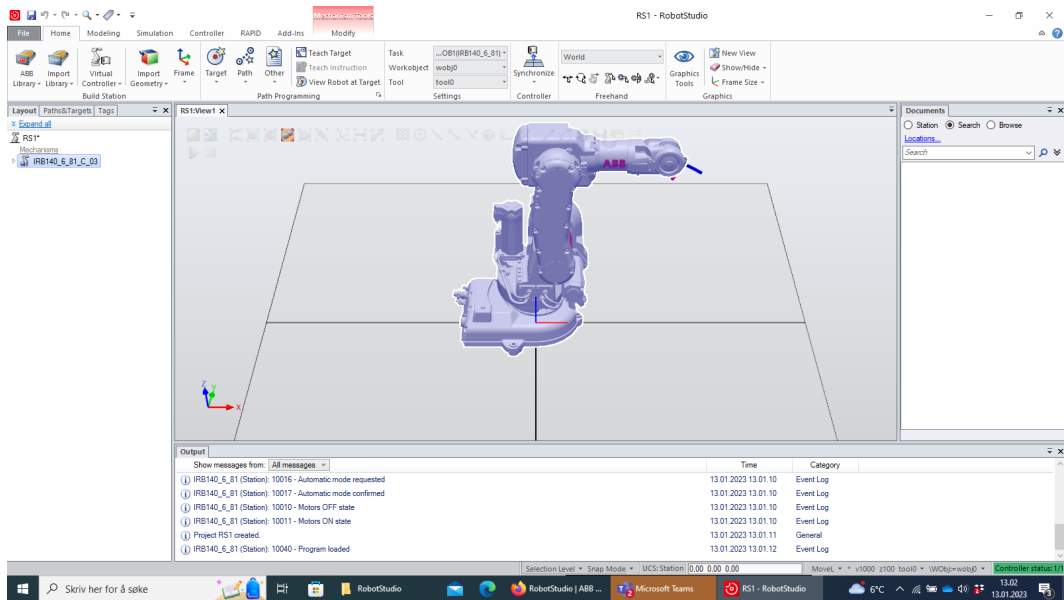 Mechanism Tools
RS1 - RobotStudio
File Home Modeling Simulation Controller RAPID Add-Ins Modify
ABB Library
Import Library
Virtual Controller
Import Geometry
Build Station
Frame
Target
Path
Other
Teach Target
Teach Instruction
View Robot at Target
Path Programming
Task ...OB1(IRB140_6_81)
Workobject wobj0
Tool tool0
Settings
Synchronize
Controller
World
Freehand
Graphics Tools
New View
Show/Hide
Frame Size
Graphics
Layout Paths&Targets Tags
Expand all
RS1*
Mechanisms
IRB140_6_81_C_03
RS1:View1 X
ABB
Z
Y
X
Documents
Station Search Browse
Locations...
Search
Output
Show messages from: All messages Time Category
IRB140_6_81 (Station): 10016 - Automatic mode requested 13.01.2023 13.01.10 Event Log
IRB140_6_81 (Station): 10017 - Automatic mode confirmed 13.01.2023 13.01.10 Event Log
IRB140_6_81 (Station): 10010 - Motors OFF state 13.01.2023 13.01.10 Event Log
IRB140_6_81 (Station): 10011 - Motors ON state 13.01.2023 13.01.10 Event Log
Project RS1 created. 13.01.2023 13.01.11 General
IRB140_6_81 (Station): 10040 - Program loaded 13.01.2023 13.01.12 Event Log
Selection Level Snap Mode UCS: Station 0.00 0.00 0.00 MoveL * v1000 z100 tool0 \WObj:=wobj0 Controller status: 1/1
Skriv her for å søke RobotStudio RobotStudio | ABB ... Microsoft Teams RS1 - RobotStudio 6°C 13.02
13.01.2023